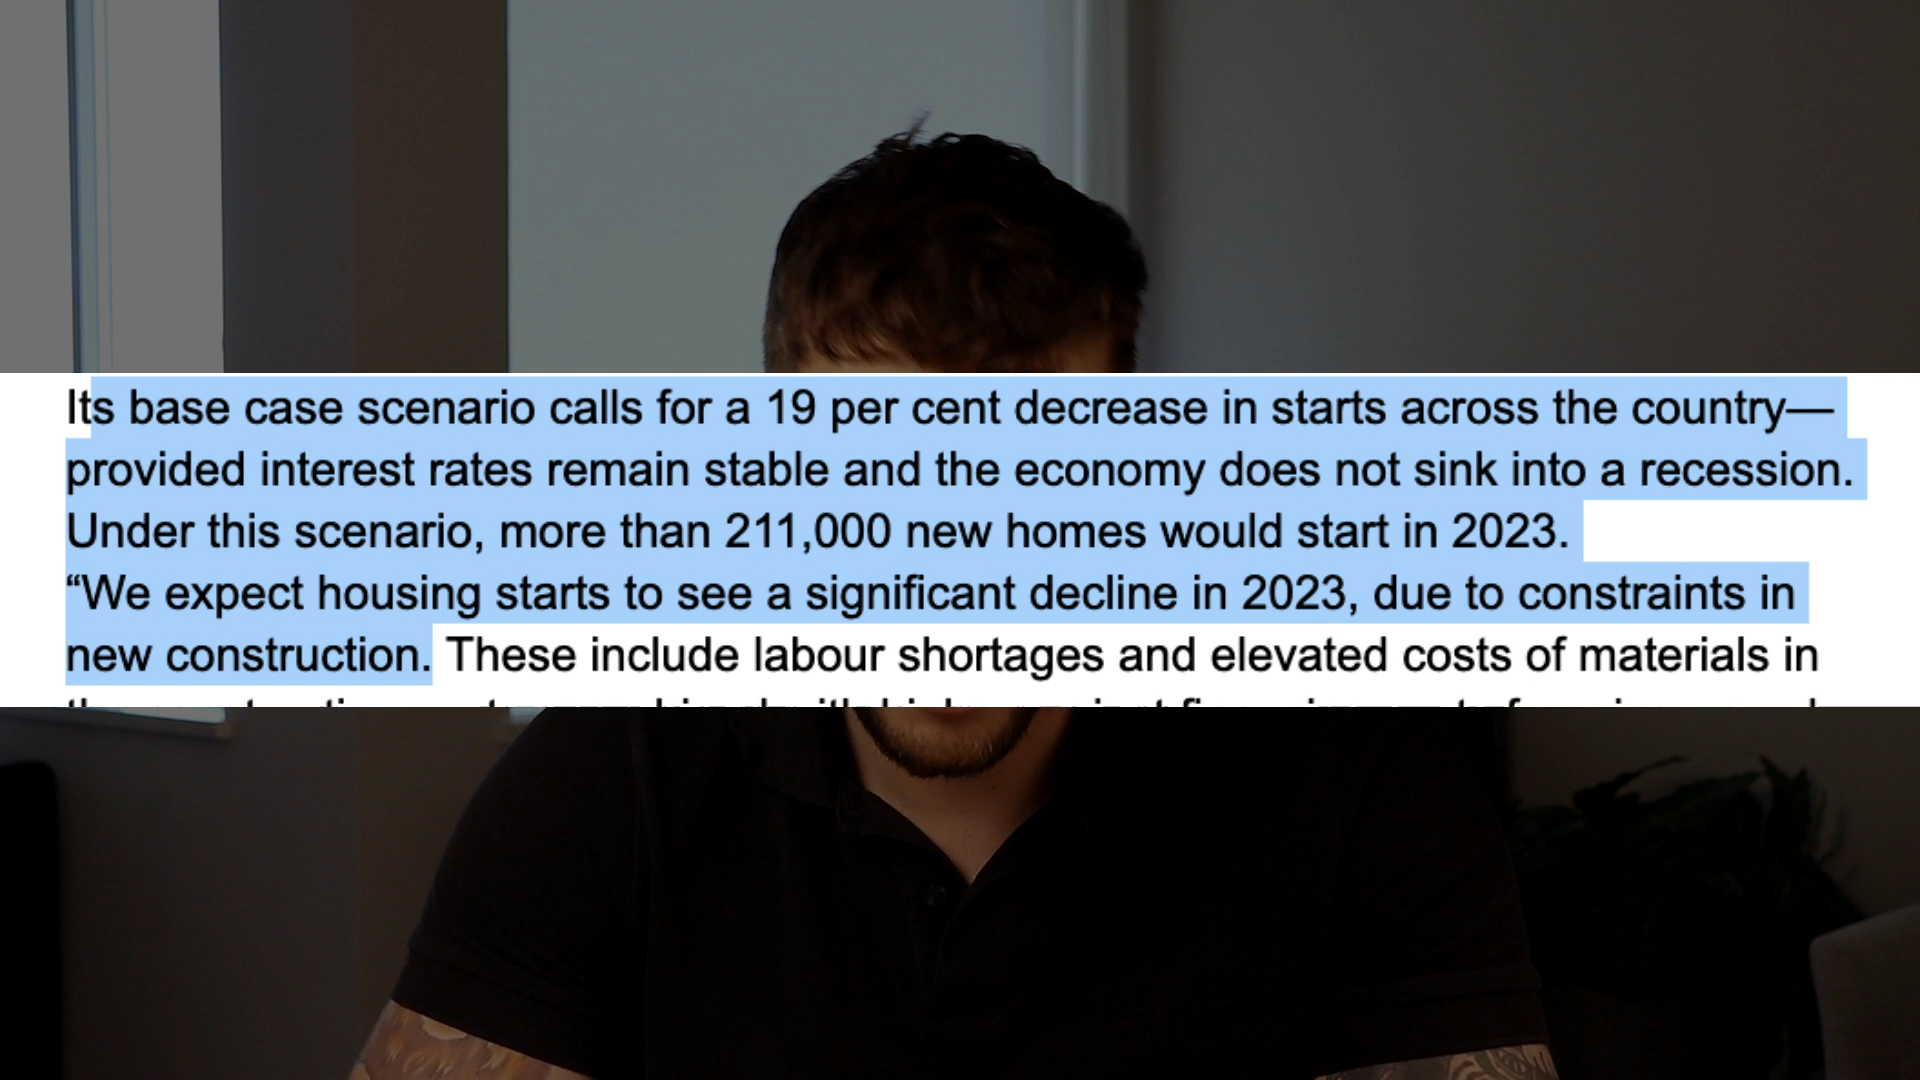 Its base case scenario calls for a 19 per cent decrease in starts across the country—
provided interest rates remain stable and the economy does not sink into a recession.
Under this scenario, more than 211,000 new homes would start in 2023.
“We expect housing starts to see a significant decline in 2023, due to constraints in
new construction. These include labour shortages and elevated costs of materials in